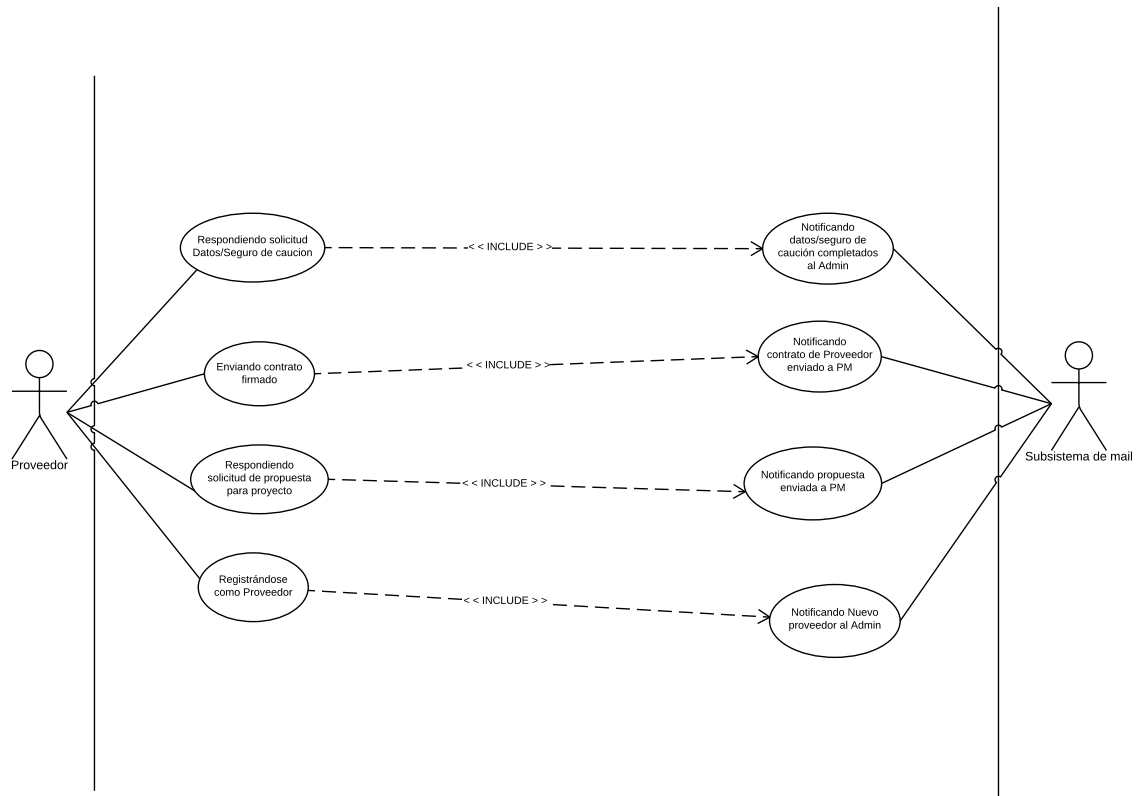 Respondiendo solicitud
Datos/Seguro de caucion
< < INCLUDE > >
Notificando
datos/seguro de
caución completados
al Admin
Enviando contrato
firmado
< < INCLUDE > >
Notificando
contrato de Proveedor
enviado a PM
Proveedor
Subsistema de mail
Respondiendo
solicitud de propuesta
para proyecto
< < INCLUDE > >
Notificando propuesta
enviada a PM
Registrándose
como Proveedor
< < INCLUDE > >
Notificando Nuevo
proveedor al Admin